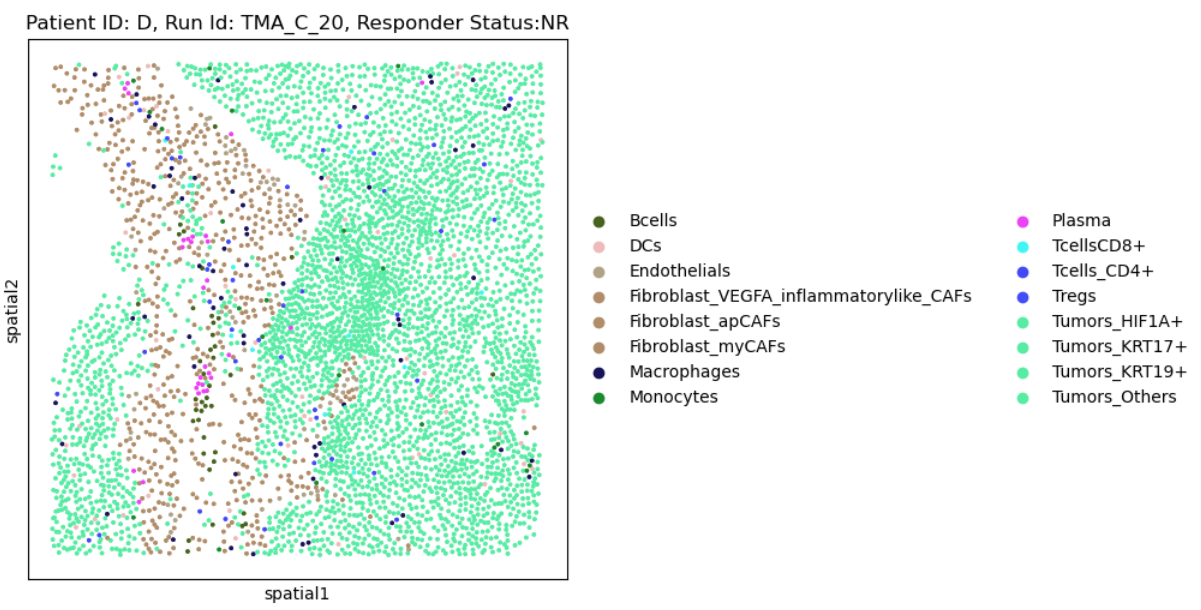 Patient ID: D, Run Id: TMA_C_20, Responder Status:NR
spatial2
spatial1
Bcells
DCs
Endothelials
Fibroblast_VEGFA_inflammatorylike_CAFs
Fibroblast_apCAFs
Fibroblast_myCAFs
Macrophages
Monocytes
Plasma
TcellsCD8+
Tcells_CD4+
Tregs
Tumors_HIF1A+
Tumors_KRT17+
Tumors_KRT19+
Tumors_Others